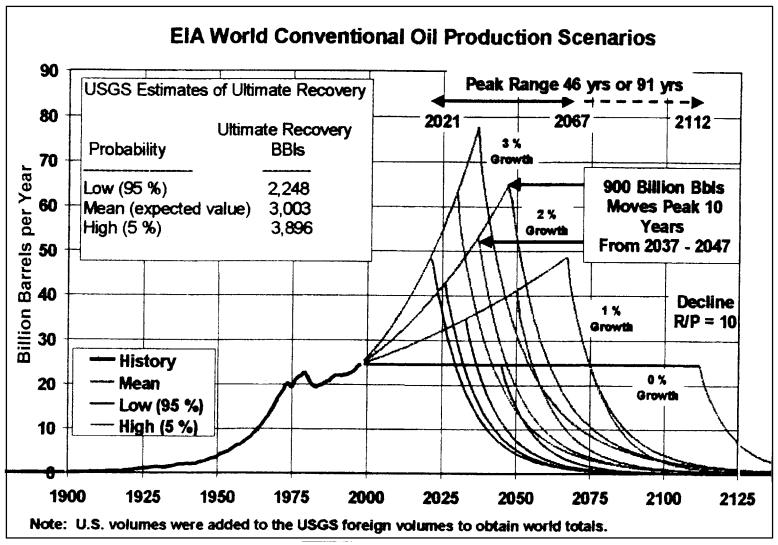 EIA World Conventional Oil Production Scenarios
Billion Barrels per Year
90
80
70
60
50
40
30
20
10
0
USGS Estimates of Ultimate Recovery
Ultimate Recovery
Probability BBls
Low (95 %) 2,248
Mean (expected value) 3,003
High (5 %) 3,896
Peak Range 46 yrs or 91 yrs
2021 2067 2112
3 %
Growth
2 %
Growth
900 Billion Bbls
Moves Peak 10
Years
From 2037 - 2047
1 %
Growth
Decline
R/P = 10
0 %
Growth
History
Mean
Low (95 %)
High (5 %)
1900 1925 1950 1975 2000 2025 2050 2075 2100 2125
Note: U.S. volumes were added to the USGS foreign volumes to obtain world totals.